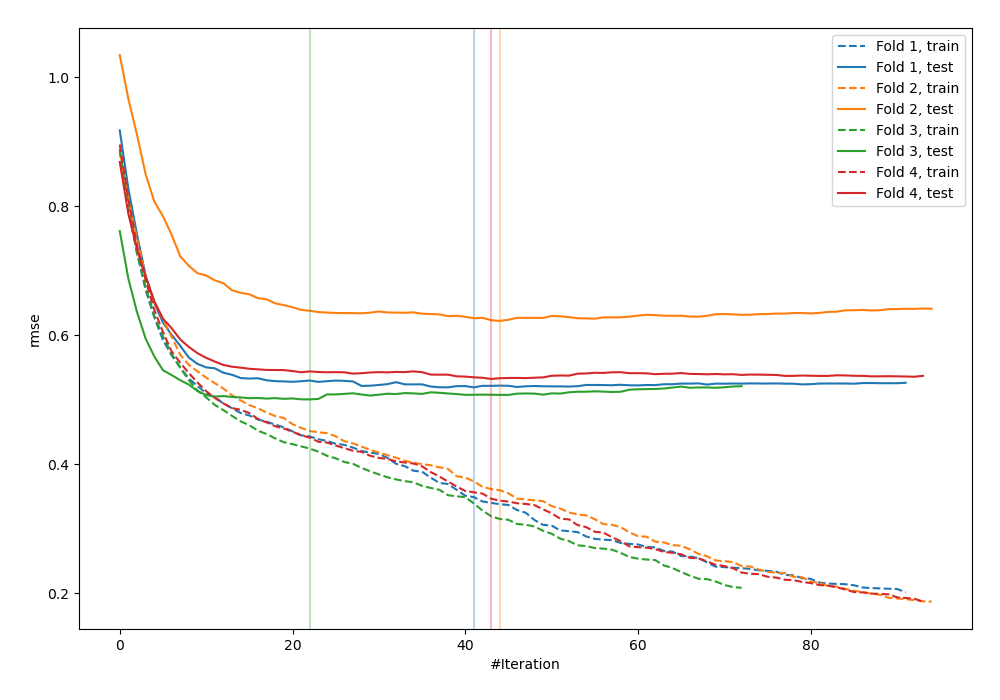 Fold 1, train
Fold 1, test
Fold 2, train
Fold 2, test
Fold 3, train
Fold 3, test
Fold 4, train
Fold 4, test
1.0
0.8
0.6
0.4
0.2
rmse
0 20 40 60 80
#Iteration